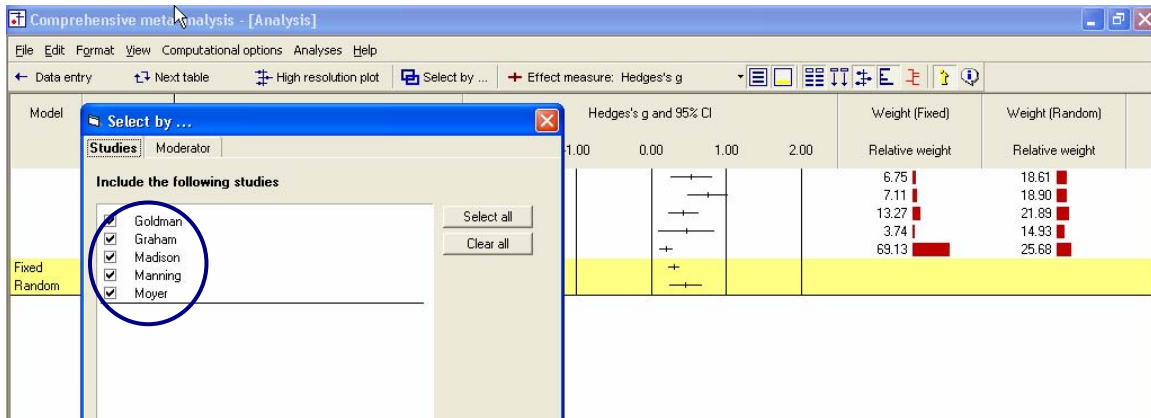 Comprehensive meta analysis - [Analysis]
File Edit Format View Computational options Analyses Help
← Data entry Next table High resolution plot Select by ... + Effect measure: Hedges's g
Model Hedges's g and 95% CI Weight (Fixed) Weight (Random)
1.00 0.00 1.00 2.00 Relative weight Relative weight
6.75 18.61
7.11 18.90
13.27 21.89
3.74 14.93
69.13 25.68
Fixed
Random
Select by ...
Studies Moderator
Include the following studies
Goldman
Graham
Madison
Manning
Moyer
Select all
Clear all